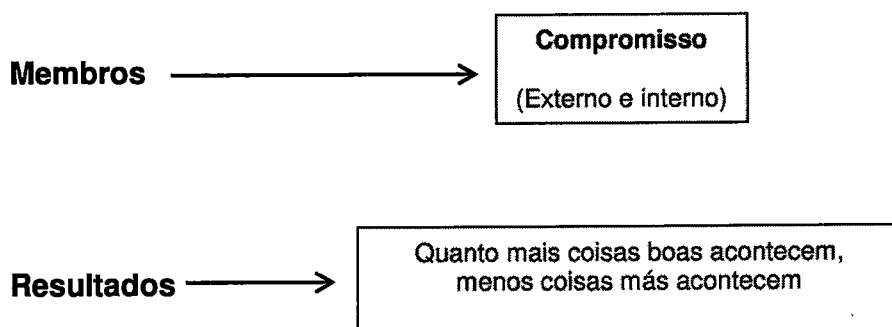 Membros
Compromisso
(Externo e interno)
Resultados
Quanto mais coisas boas acontecem,
menos coisas más acontecem